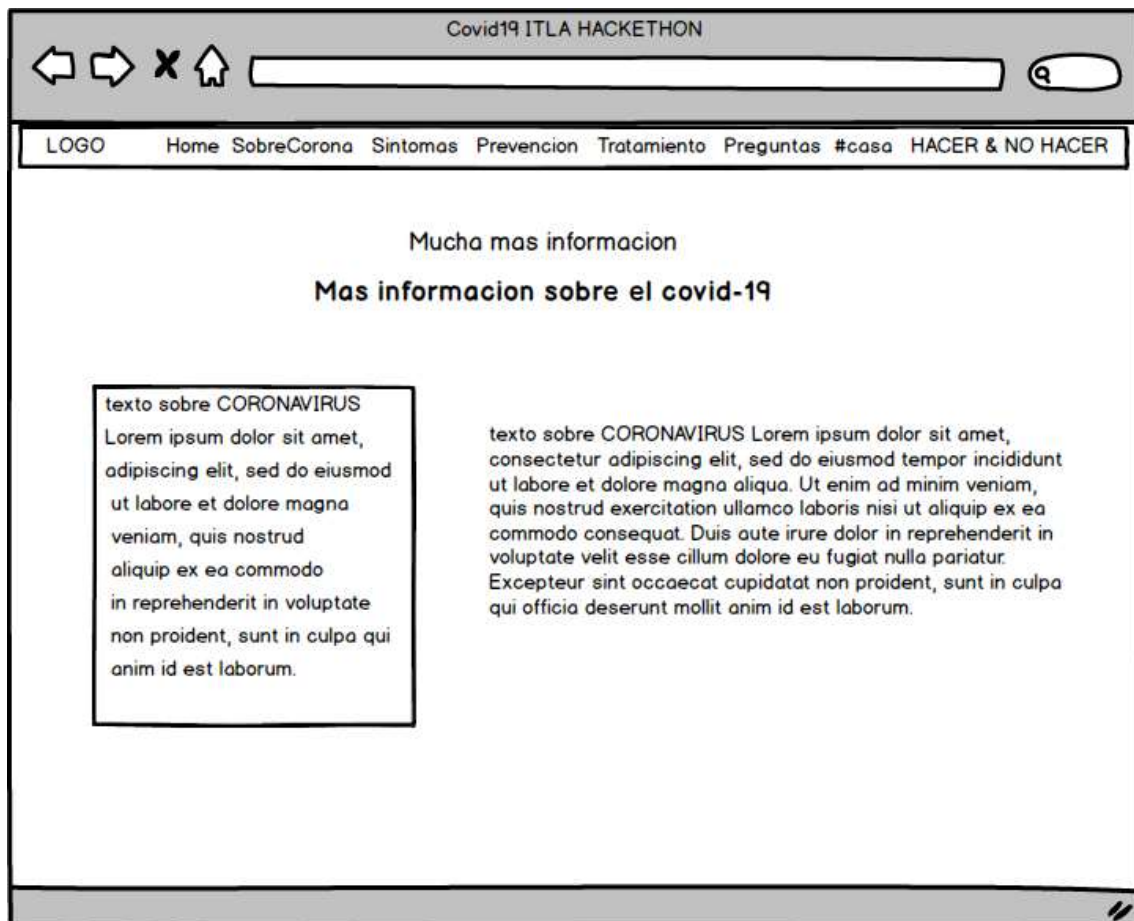 Covid19 ITLA HACKETHON
LOGO Home SobreCorona Sintomas Prevencion Tratamiento Preguntas #casa HACER & NO HACER
Mucha mas informacion
Mas informacion sobre el covid-19
texto sobre CORONAVIRUS
Lorem ipsum dolor sit amet,
adipiscing elit, sed do eiusmod
ut labore et dolore magna
veniam, quis nostrud
aliquip ex ea commodo
in reprehenderit in voluptate
non proident, sunt in culpa qui
anim id est laborum.
texto sobre CORONAVIRUS Lorem ipsum dolor sit amet,
consectetur adipiscing elit, sed do eiusmod tempor incididunt
ut labore et dolore magna aliqua. Ut enim ad minim veniam,
quis nostrud exercitation ullamco laboris nisi ut aliquip ex ea
commodo consequat. Duis aute irure dolor in reprehenderit in
voluptate velit esse cillum dolore eu fugiat nulla pariatur.
Excepteur sint occaecat cupidatat non proident, sunt in culpa
qui officia deserunt mollit anim id est laborum.